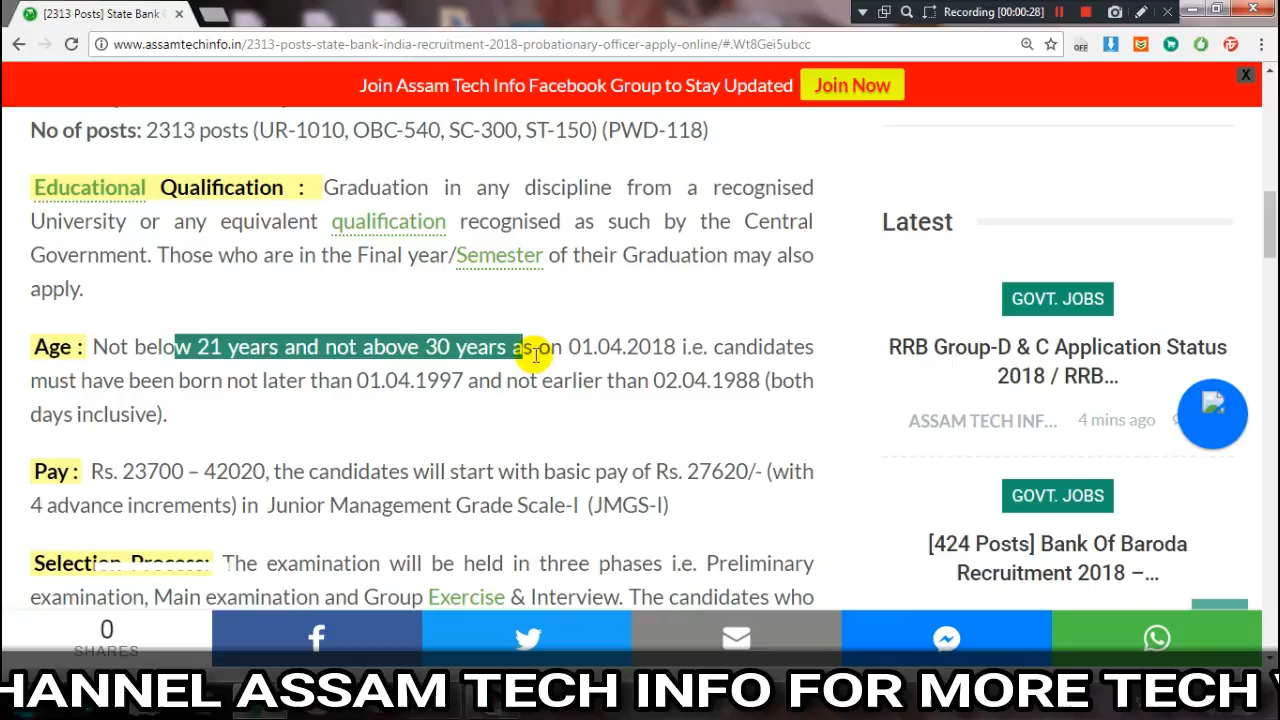 [2313 Posts] State Bank
Recording [00:00:28]
www.assamtechinfo.in/2313-posts-state-bank-india-recruitment-2018-probationary-officer-apply-online/#.Wt8Gei5ubcc
OFF
Join Assam Tech Info Facebook Group to Stay Updated Join Now
X
No of posts: 2313 posts (UR-1010, OBC-540, SC-300, ST-150) (PWD-118)
Educational Qualification : Graduation in any discipline from a recognised
University or any equivalent qualification recognised as such by the Central
Government. Those who are in the Final year/Semester of their Graduation may also
apply.
Age : Not below 21 years and not above 30 years as on 01.04.2018 i.e. candidates
must have been born not later than 01.04.1997 and not earlier than 02.04.1988 (both
days inclusive).
Pay : Rs. 23700 – 42020, the candidates will start with basic pay of Rs. 27620/- (with
4 advance increments) in Junior Management Grade Scale-I (JMGS-I)
Selection Process: The examination will be held in three phases i.e. Preliminary
examination, Main examination and Group Exercise & Interview. The candidates who
Latest
GOVT. JOBS
RRB Group-D & C Application Status
2018 / RRB...
ASSAM TECH INF... 4 mins ago
GOVT. JOBS
[424 Posts] Bank Of Baroda
Recruitment 2018 –...
0
SHARES
HANNEL ASSAM TECH INFO FOR MORE TECH